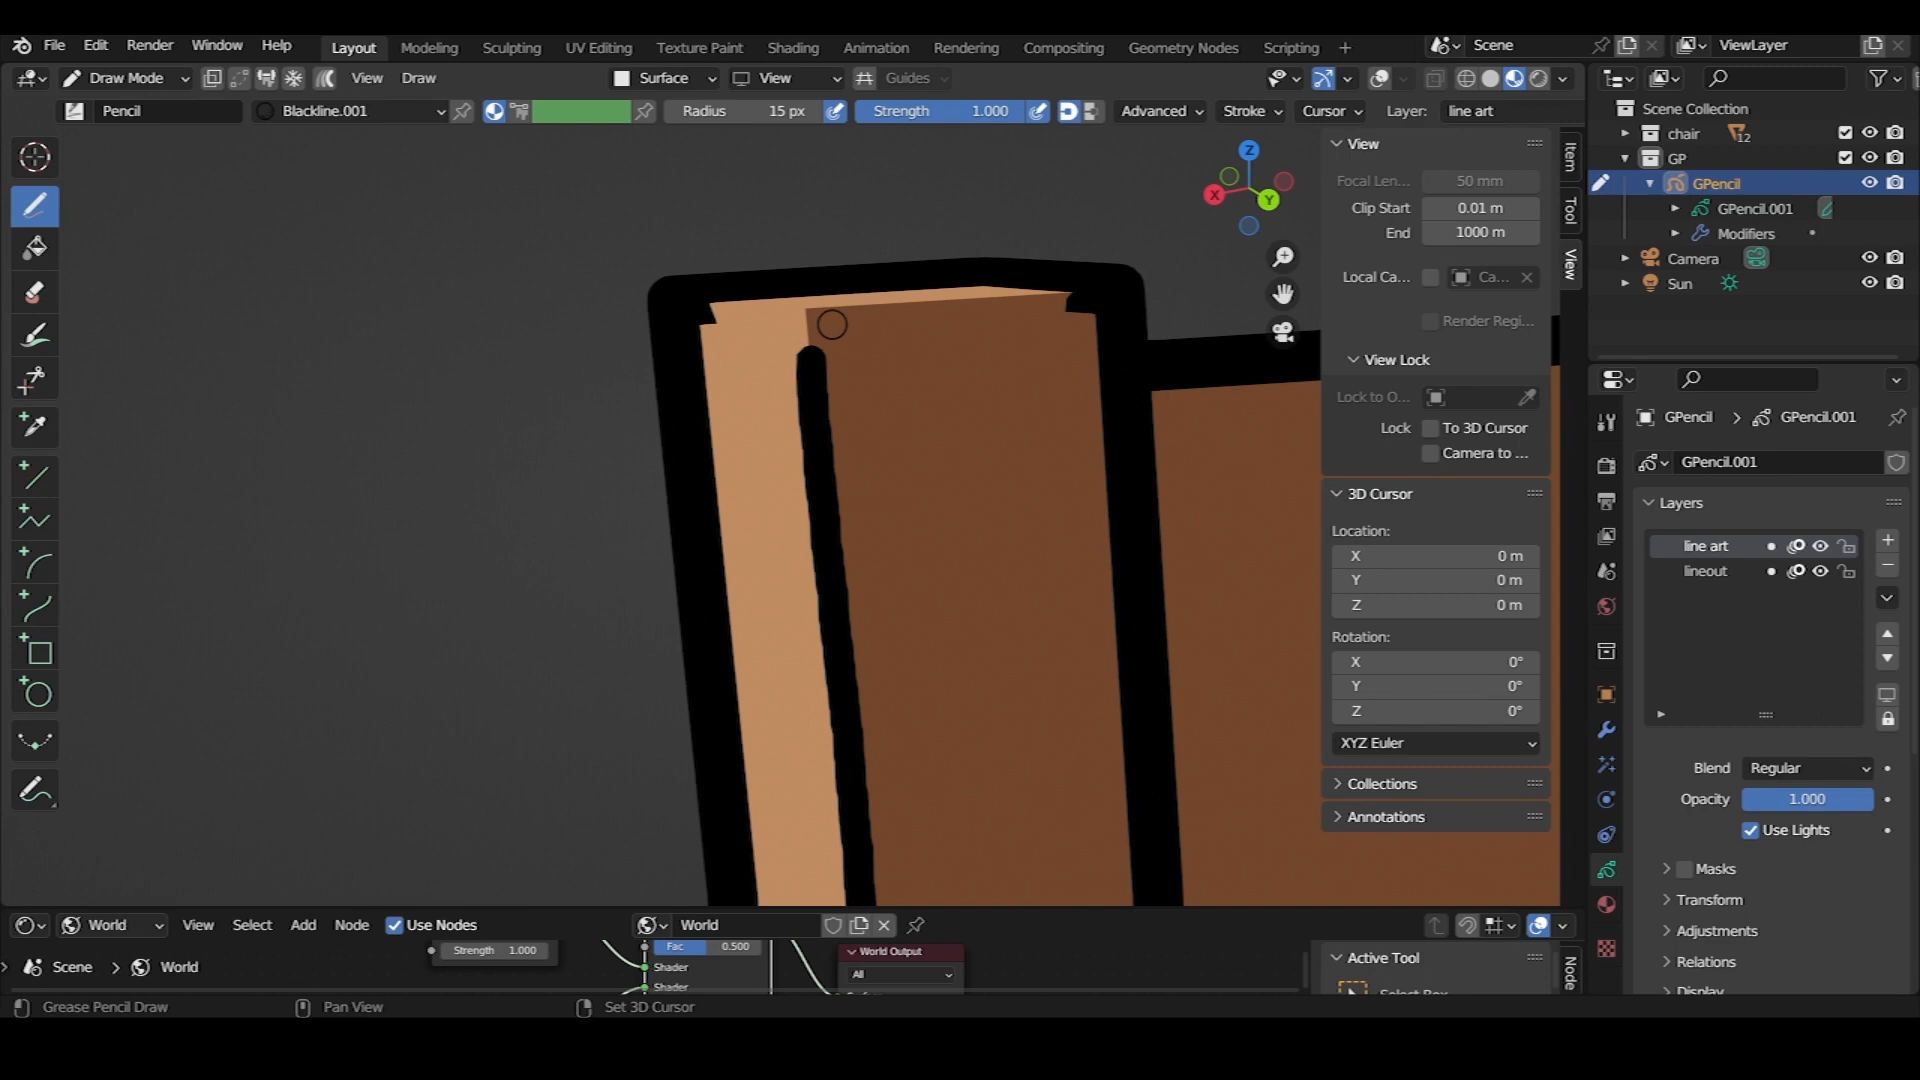 File Edit Render Window Help Layout Modeling Sculpting UV Editing Texture Paint Shading Animation Rendering Compositing Geometry Nodes Scripting + Scene ViewLayer
Draw Mode View Draw Surface View Guides
Pencil Blackline.001 Radius 15 px Strength 1.000 Advanced Stroke Cursor Layer: line art
Scene Collection
chair 12
GP
GPencil
GPencil.001
Modifiers
Camera
Sun
Z
X
Y
View
Focal Len... 50 mm
Clip Start 0.01 m
End 1000 m
Local Ca... Ca...
Render Regi...
View Lock
Lock to O...
Lock To 3D Cursor
Camera to ...
3D Cursor
Location:
X 0 m
Y 0 m
Z 0 m
Rotation:
X 0°
Y 0°
Z 0°
XYZ Euler
Collections
Annotations
Item
Tool
View
GPencil GPencil.001
GPencil.001
Layers
line art
lineout
Blend Regular
Opacity 1.000
Use Lights
Masks
Transform
Adjustments
Relations
Display
World View Select Add Node Use Nodes World
Strength 1.000
Fac 0.500
Shader
Shader
World Output
All
Scene World
Active Tool
Select Box
Node
Grease Pencil Draw Pan View Set 3D Cursor